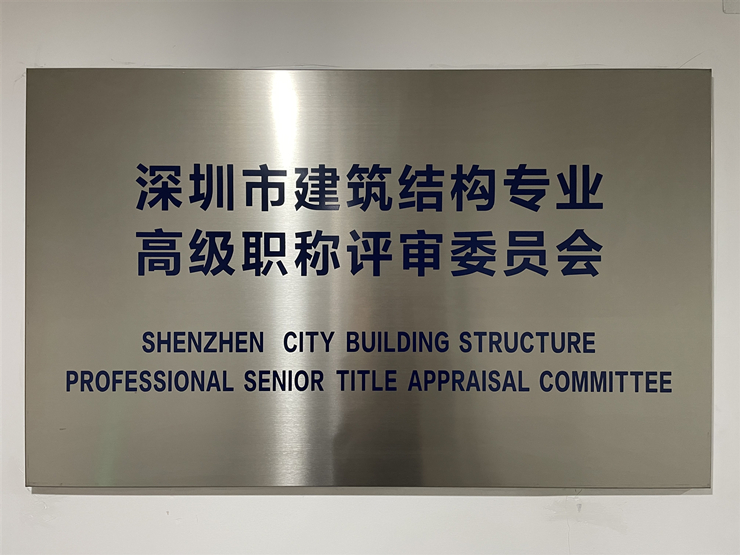 深圳市建筑结构专业
高级职称评审委员会
SHENZHEN CITY BUILDING STRUCTURE
PROFESSIONAL SENIOR TITLE APPRAISAL COMMITTEE